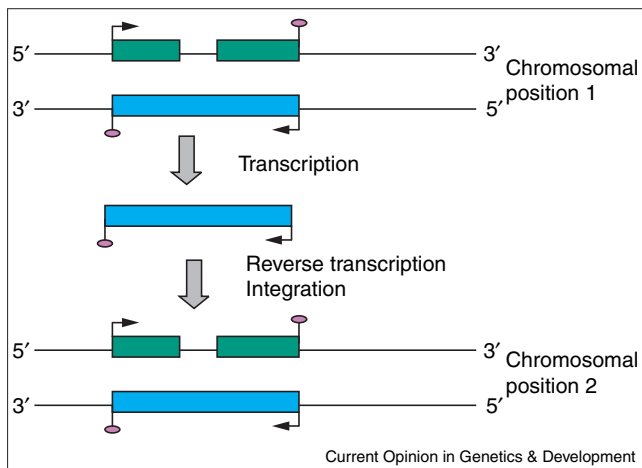 5′ 3′
Chromosomal
position 1
3′ 5′
Transcription
Reverse transcription
Integration
5′ 3′
Chromosomal
position 2
3′ 5′
Current Opinion in Genetics & Development